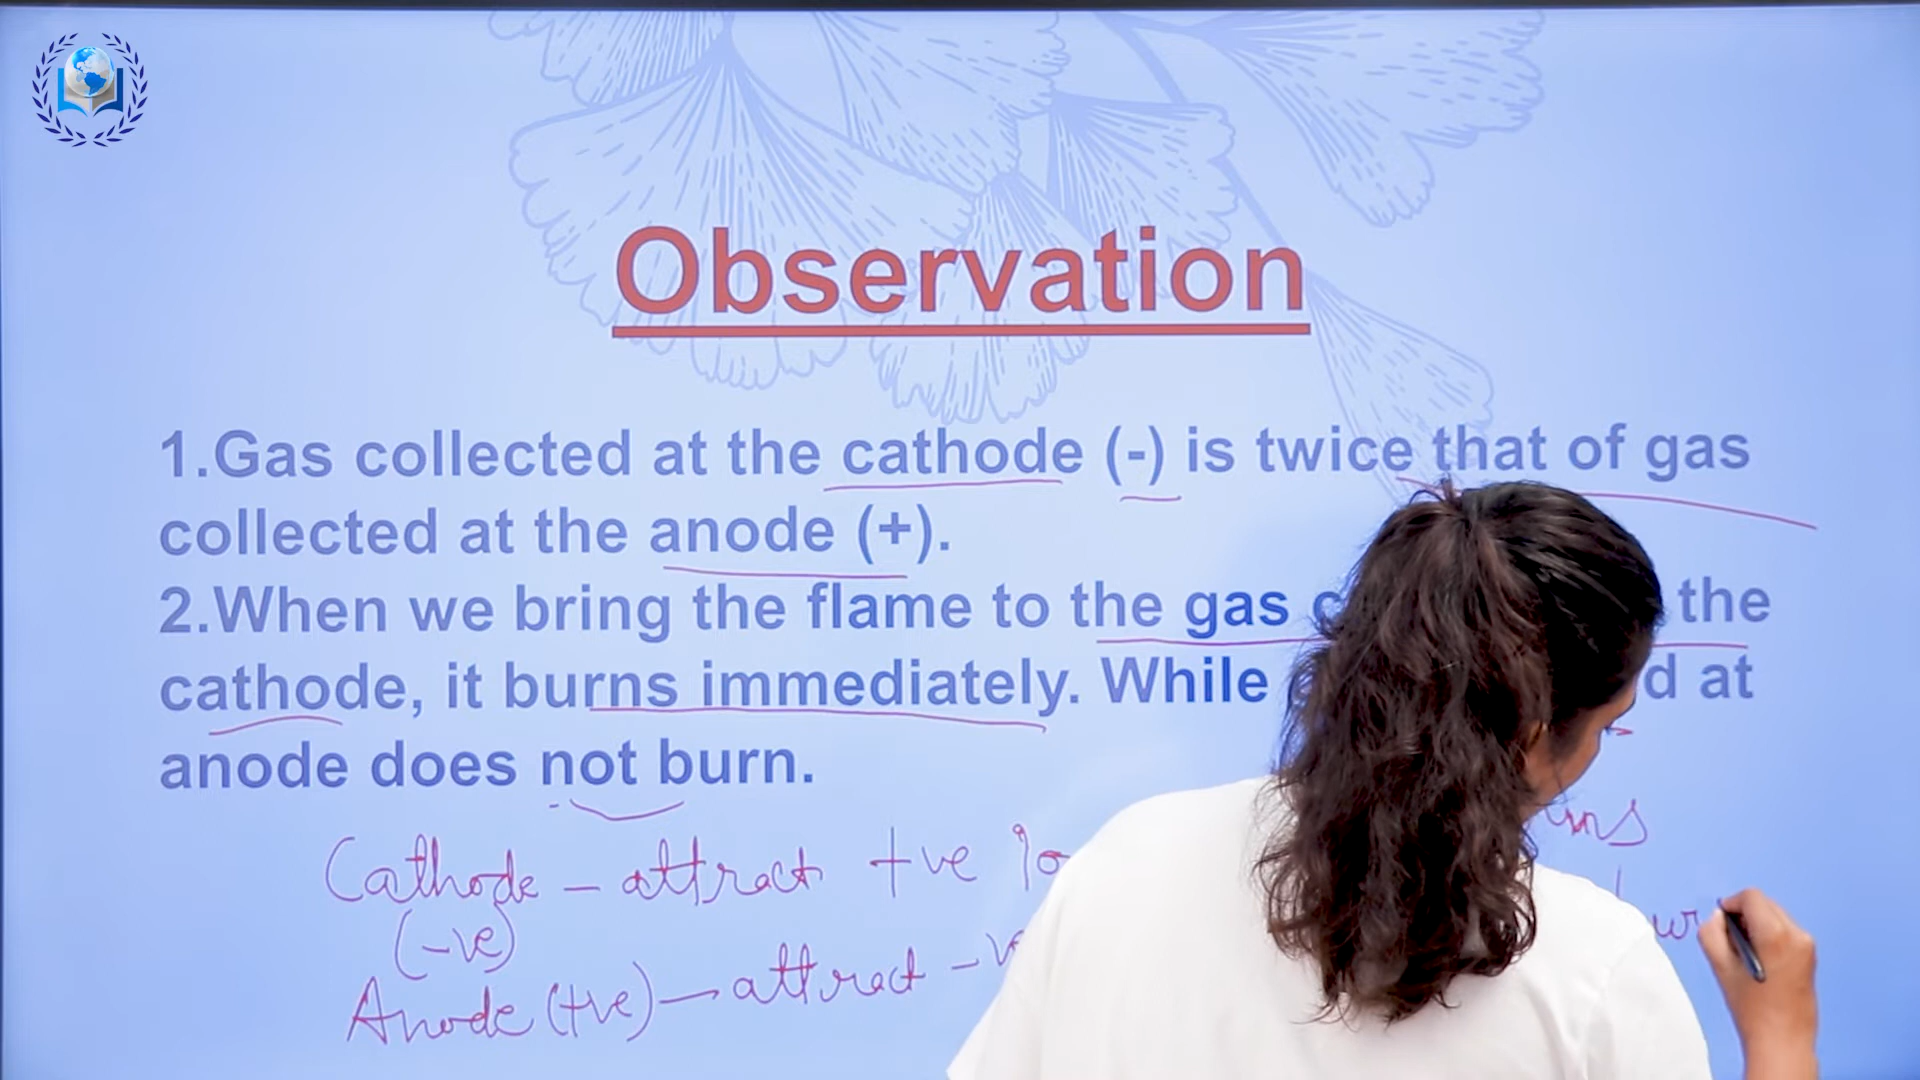 Observation
1.Gas collected at the cathode (-) is twice that of gas
collected at the anode (+).
2.When we bring the flame to the gas the
cathode, it burns immediately. While at
anode does not burn.
Cathode - attract +ve
(-ve)
Anode (+ve) - attract